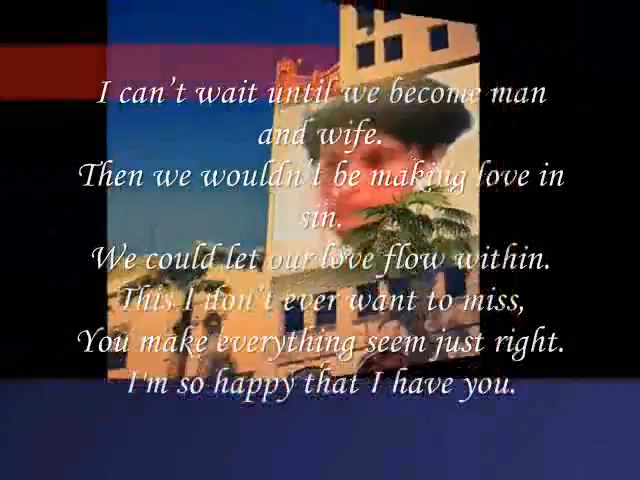 I can’t wait until we become man
and wife.
Then we wouldn't be making love in
sin.
We could let our love flow within.
This I don't ever want to miss,
You make everything seem just right.
I'm so happy that I have you.